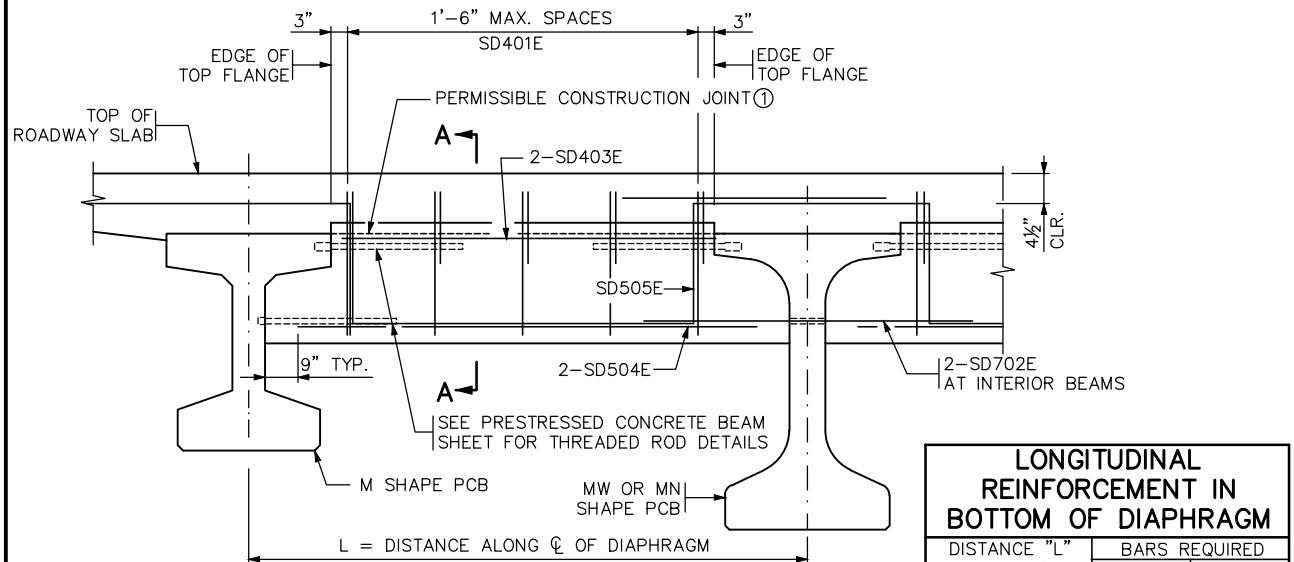 3" 1'-6" MAX. SPACES 3"
SD401E
EDGE OF
TOP FLANGE
EDGE OF
TOP FLANGE
PERMISSIBLE CONSTRUCTION JOINT ①
TOP OF
ROADWAY SLAB
A
2-SD403E
4½"
CLR.
SD505E
9" TYP.
2-SD504E
2-SD702E
AT INTERIOR BEAMS
A
SEE PRESTRESSED CONCRETE BEAM
SHEET FOR THREADED ROD DETAILS
M SHAPE PCB
MW OR MN
SHAPE PCB
L = DISTANCE ALONG ℄ OF DIAPHRAGM
LONGITUDINAL
REINFORCEMENT IN
BOTTOM OF DIAPHRAGM
DISTANCE "L" BARS REQUIRED